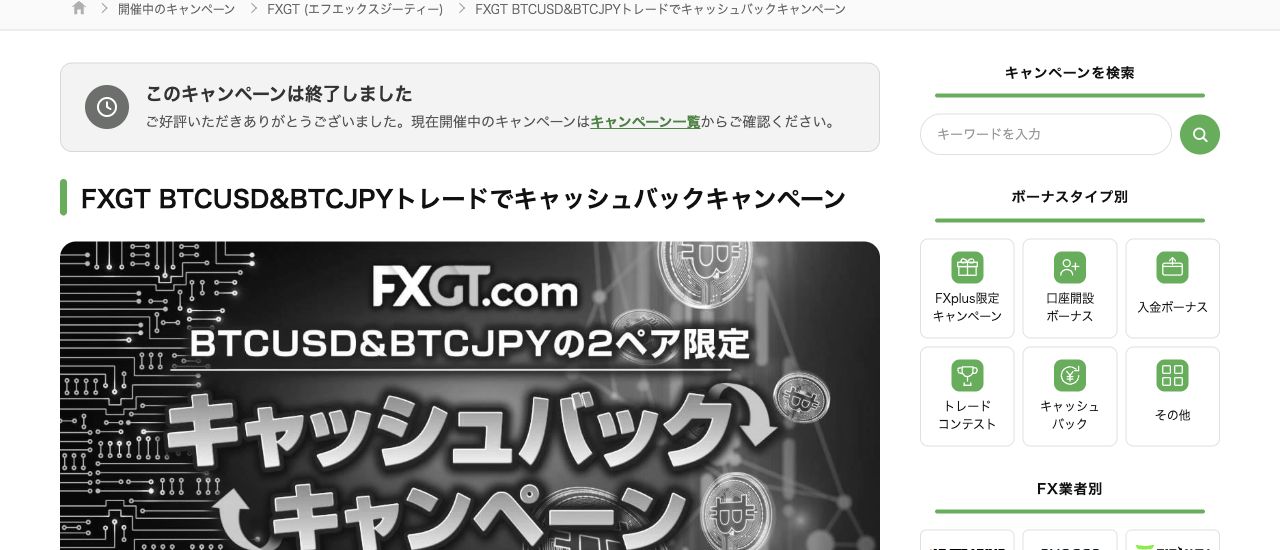 開催中のキャンペーン
FXGT (エフエックスジーティー)
FXGT BTCUSD&BTCJPYトレードでキャッシュバックキャンペーン
このキャンペーンは終了しました
ご好評いただきありがとうございました。現在開催中のキャンペーンはキャンペーン一覧からご確認ください。
FXGT BTCUSD&BTCJPYトレードでキャッシュバックキャンペーン
FXGT.com
BTCUSD&BTCJPYの2ペア限定
キャッシュバック
キャンペーン
キャンペーンを検索
キーワードを入力
ボーナスタイプ別
FXplus限定
キャンペーン
口座開設
ボーナス
入金ボーナス
トレード
コンテスト
キャッシュ
バック
その他
FX業者別